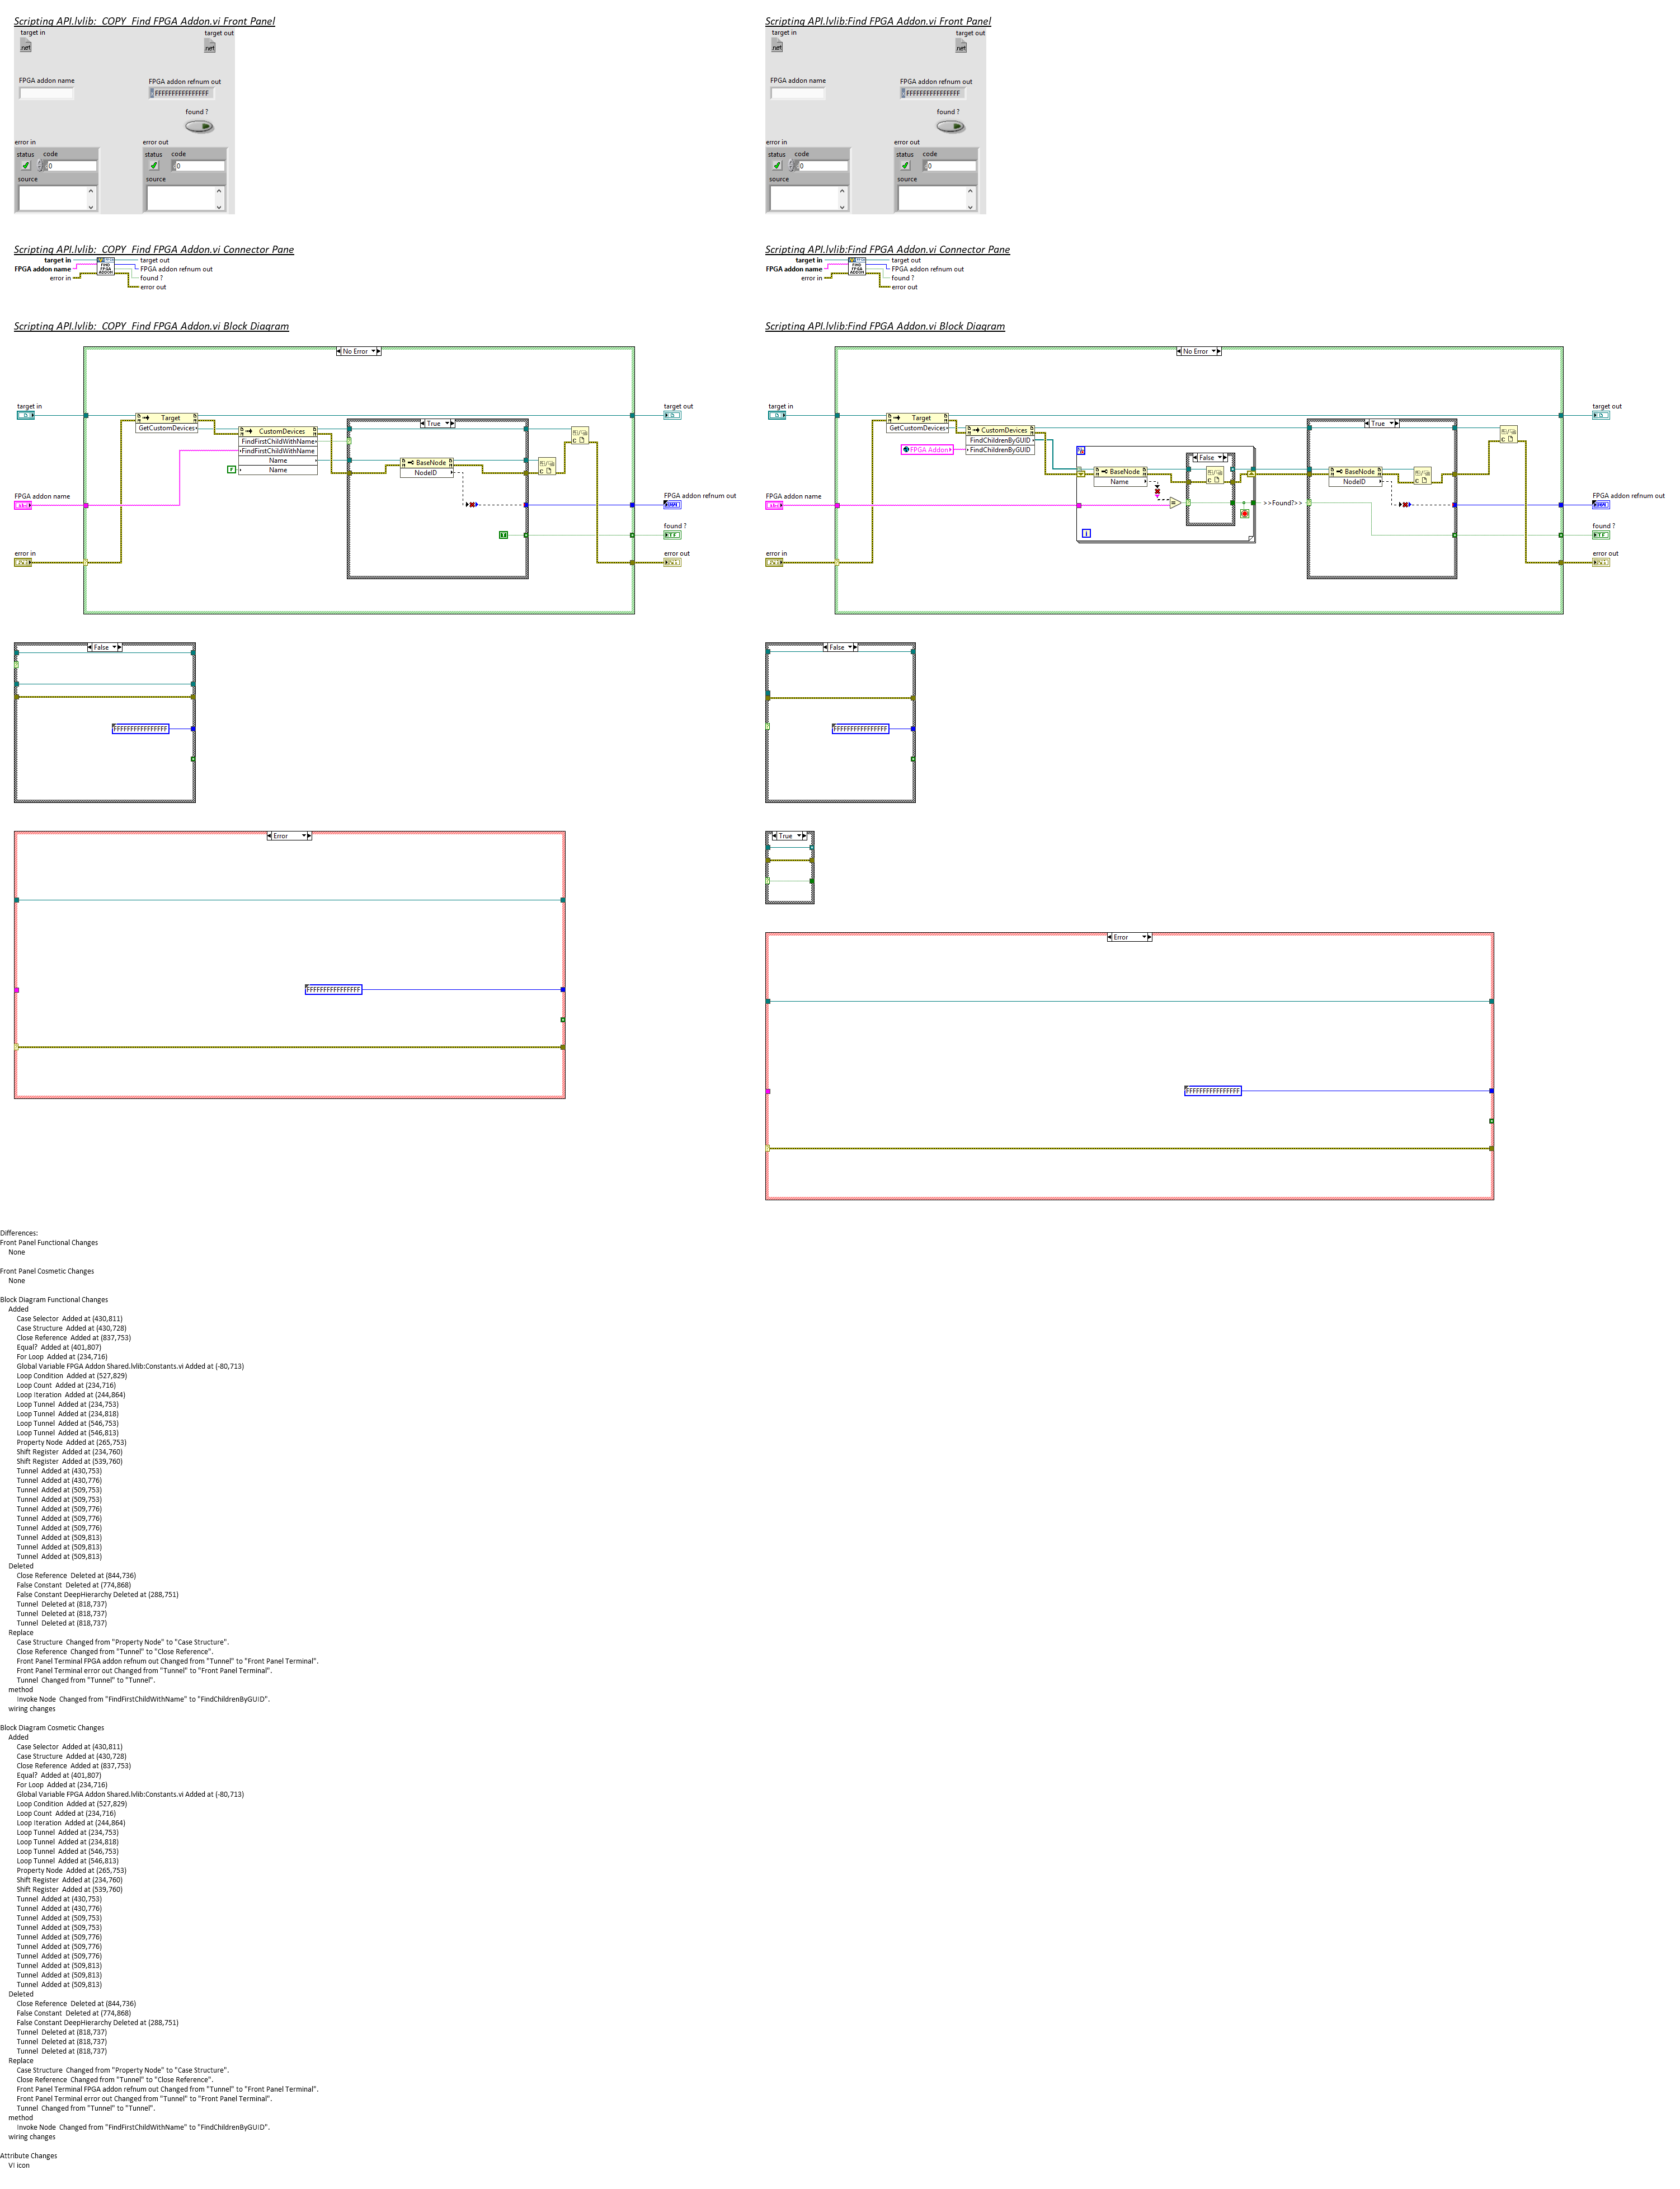 Scripting API.lvlib:_COPY_Find FPGA Addon.vi Front Panel
target in
target out
FPGA addon name
FPGA addon refnum out
FFFFFFFFFFFFFFF
found ?
error in
error out
status code
0
source
status code
0
source
Scripting API.lvlib:Find FPGA Addon.vi Front Panel
target in
target out
FPGA addon name
FPGA addon refnum out
FFFFFFFFFFFFFFF
found ?
error in
error out
status code
0
source
status code
0
source
Scripting API.lvlib:_COPY_Find FPGA Addon.vi Connector Pane
target in
FPGA addon name
error in
FIND
FPGA
ADDON
target out
FPGA addon refnum out
found ?
error out
Scripting API.lvlib:Find FPGA Addon.vi Connector Pane
target in
FPGA addon name
error in
FIND
FPGA
ADDON
target out
FPGA addon refnum out
found ?
error out
Scripting API.lvlib:_COPY_Find FPGA Addon.vi Block Diagram
No Error
target in
FPGA addon name
abc
error in
Target
GetCustomDevices
CustomDevices
FindFirstChildWithName
FindFirstChildWithName
Name
Name
F
True
BaseNode
NodeID
T
target out
FPGA addon refnum out
found ?
TF
error out
False
FFFFFFFFFFFFFFF
Error
FFFFFFFFFFFFFFF
Scripting API.lvlib:Find FPGA Addon.vi Block Diagram
No Error
target in
FPGA addon name
abc
error in
Target
GetCustomDevices
CustomDevices
FindChildrenByGUID
FindChildrenByGUID
FPGA Addon
N
BaseNode
Name
i
False
>>Found?>>
True
BaseNode
NodeID
target out
FPGA addon refnum out
found ?
TF
error out
False
FFFFFFFFFFFFFFF
True
Error
FFFFFFFFFFFFFFF
Differences:
Front Panel Functional Changes
None
Front Panel Cosmetic Changes
None
Block Diagram Functional Changes
Added
Case Selector Added at (430,811)
Case Structure Added at (430,728)
Close Reference Added at (837,753)
Equal? Added at (401,807)
For Loop Added at (234,716)
Global Variable FPGA Addon Shared.lvlib:Constants.vi Added at (-80,713)
Loop Condition Added at (527,829)
Loop Count Added at (234,716)
Loop Iteration Added at (244,864)
Loop Tunnel Added at (234,753)
Loop Tunnel Added at (234,818)
Loop Tunnel Added at (546,753)
Loop Tunnel Added at (546,813)
Property Node Added at (265,753)
Shift Register Added at (234,760)
Shift Register Added at (539,760)
Tunnel Added at (430,753)
Tunnel Added at (430,776)
Tunnel Added at (509,753)
Tunnel Added at (509,753)
Tunnel Added at (509,776)
Tunnel Added at (509,776)
Tunnel Added at (509,776)
Tunnel Added at (509,813)
Tunnel Added at (509,813)
Tunnel Added at (509,813)
Deleted
Close Reference Deleted at (844,736)
False Constant Deleted at (774,868)
False Constant DeepHierarchy Deleted at (288,751)
Tunnel Deleted at (818,737)
Tunnel Deleted at (818,737)
Tunnel Deleted at (818,737)
Replace
Case Structure Changed from "Property Node" to "Case Structure".
Close Reference Changed from "Tunnel" to "Close Reference".
Front Panel Terminal FPGA addon refnum out Changed from "Tunnel" to "Front Panel Terminal".
Front Panel Terminal error out Changed from "Tunnel" to "Front Panel Terminal".
Tunnel Changed from "Tunnel" to "Tunnel".
method
Invoke Node Changed from "FindFirstChildWithName" to "FindChildrenByGUID".
wiring changes
Block Diagram Cosmetic Changes
Added
Case Selector Added at (430,811)
Case Structure Added at (430,728)
Close Reference Added at (837,753)
Equal? Added at (401,807)
For Loop Added at (234,716)
Global Variable FPGA Addon Shared.lvlib:Constants.vi Added at (-80,713)
Loop Condition Added at (527,829)
Loop Count Added at (234,716)
Loop Iteration Added at (244,864)
Loop Tunnel Added at (234,753)
Loop Tunnel Added at (234,818)
Loop Tunnel Added at (546,753)
Loop Tunnel Added at (546,813)
Property Node Added at (265,753)
Shift Register Added at (234,760)
Shift Register Added at (539,760)
Tunnel Added at (430,753)
Tunnel Added at (430,776)
Tunnel Added at (509,753)
Tunnel Added at (509,753)
Tunnel Added at (509,776)
Tunnel Added at (509,776)
Tunnel Added at (509,776)
Tunnel Added at (509,813)
Tunnel Added at (509,813)
Tunnel Added at (509,813)
Deleted
Close Reference Deleted at (844,736)
False Constant Deleted at (774,868)
False Constant DeepHierarchy Deleted at (288,751)
Tunnel Deleted at (818,737)
Tunnel Deleted at (818,737)
Tunnel Deleted at (818,737)
Replace
Case Structure Changed from "Property Node" to "Case Structure".
Close Reference Changed from "Tunnel" to "Close Reference".
Front Panel Terminal FPGA addon refnum out Changed from "Tunnel" to "Front Panel Terminal".
Front Panel Terminal error out Changed from "Tunnel" to "Front Panel Terminal".
Tunnel Changed from "Tunnel" to "Tunnel".
method
Invoke Node Changed from "FindFirstChildWithName" to "FindChildrenByGUID".
wiring changes
Attribute Changes
VI icon